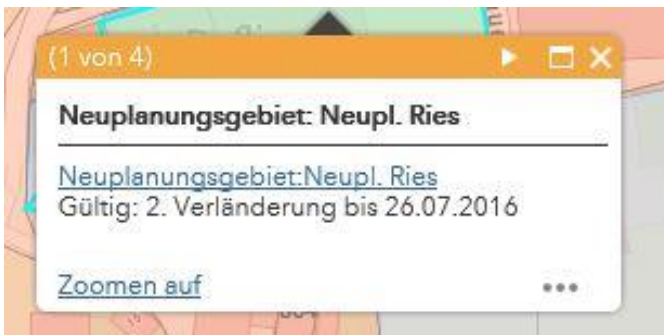 (1 von 4)
Neuplanungsgebiet: Neupl. Ries
Neuplanungsgebiet:Neupl. Ries
Gültig: 2. Verländerung bis 26.07.2016
Zoomen auf